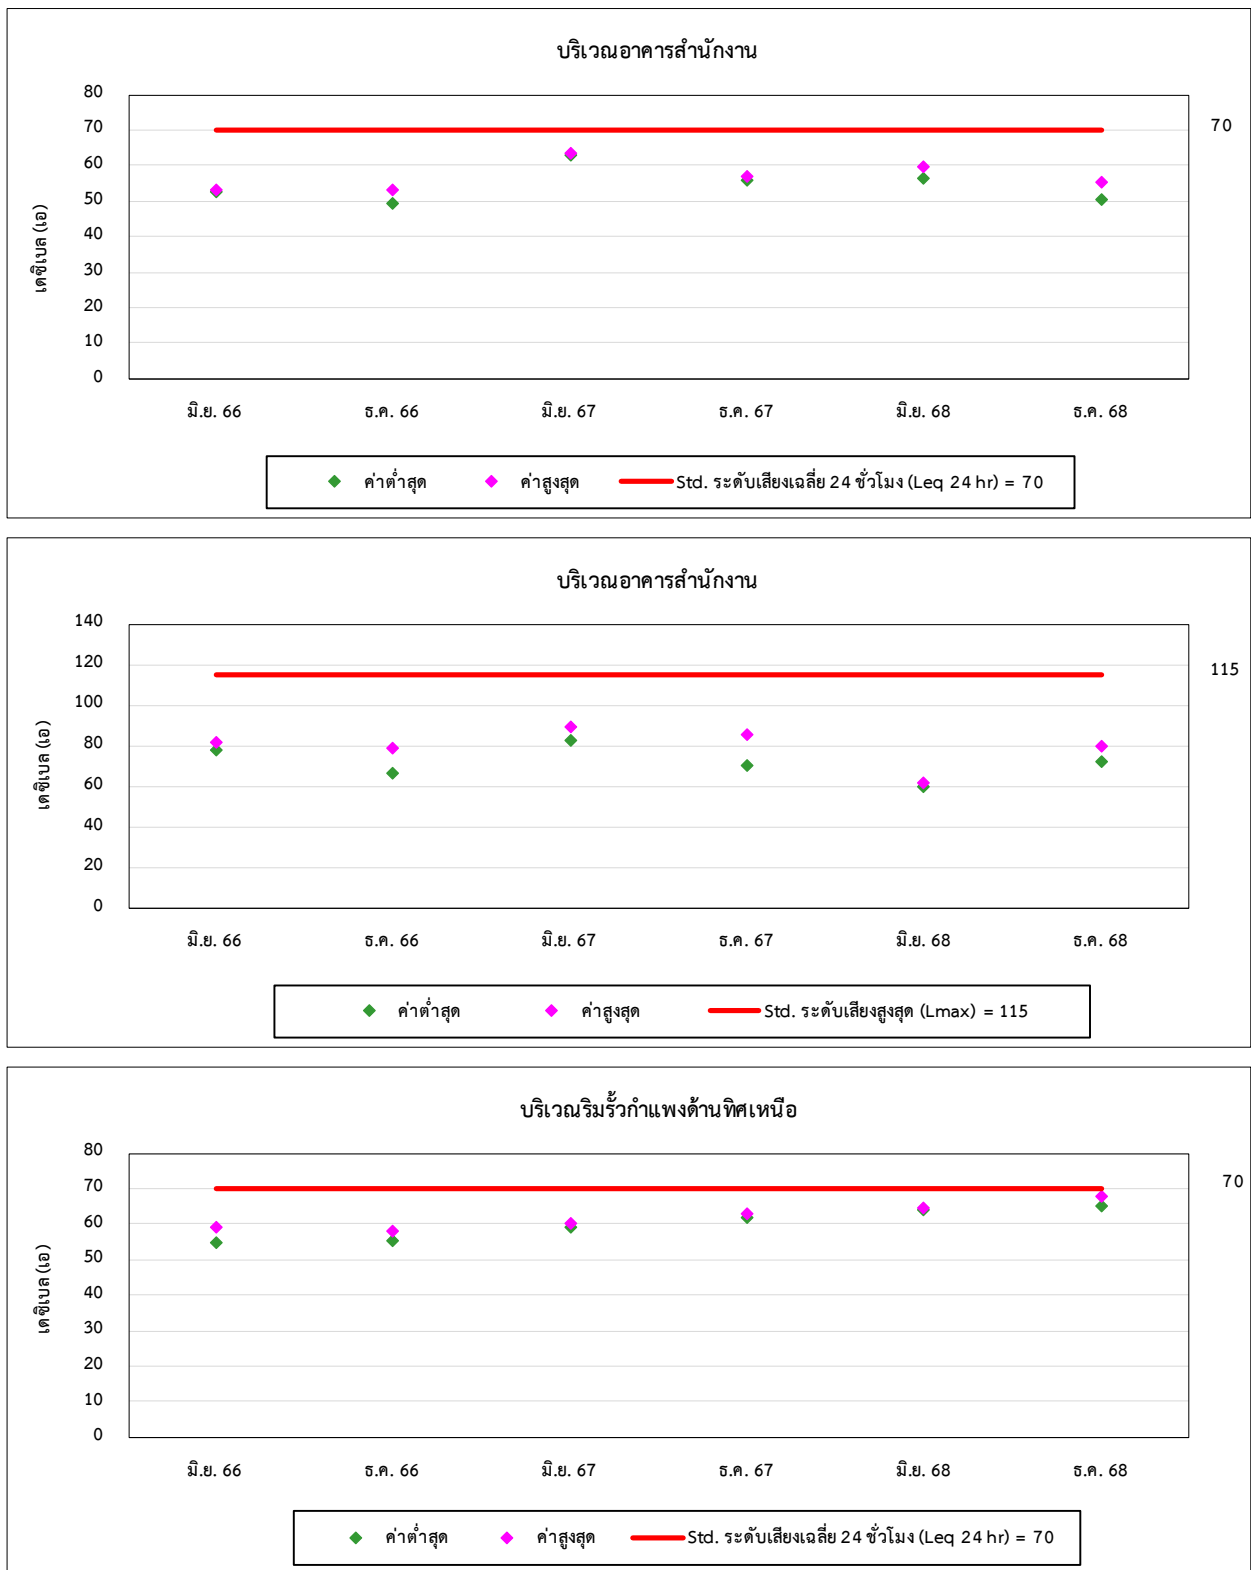 บริเวณอาคารสำนักงาน
80
70
60
50
40
30
20
10
0
70
เดซิเบล (เอ)
มิ.ย. 66 ธ.ค. 66 มิ.ย. 67 ธ.ค. 67 มิ.ย. 68 ธ.ค. 68
ค่าต่ำสุด ค่าสูงสุด Std. ระดับเสียงเฉลี่ย 24 ชั่วโมง (Leq 24 hr) = 70
บริเวณอาคารสำนักงาน
140
120
100
80
60
40
20
0
115
เดซิเบล (เอ)
มิ.ย. 66 ธ.ค. 66 มิ.ย. 67 ธ.ค. 67 มิ.ย. 68 ธ.ค. 68
ค่าต่ำสุด ค่าสูงสุด Std. ระดับเสียงสูงสุด (Lmax) = 115
บริเวณริมรั้วกำแพงด้านทิศเหนือ
80
70
60
50
40
30
20
10
0
70
เดซิเบล (เอ)
มิ.ย. 66 ธ.ค. 66 มิ.ย. 67 ธ.ค. 67 มิ.ย. 68 ธ.ค. 68
ค่าต่ำสุด ค่าสูงสุด Std. ระดับเสียงเฉลี่ย 24 ชั่วโมง (Leq 24 hr) = 70